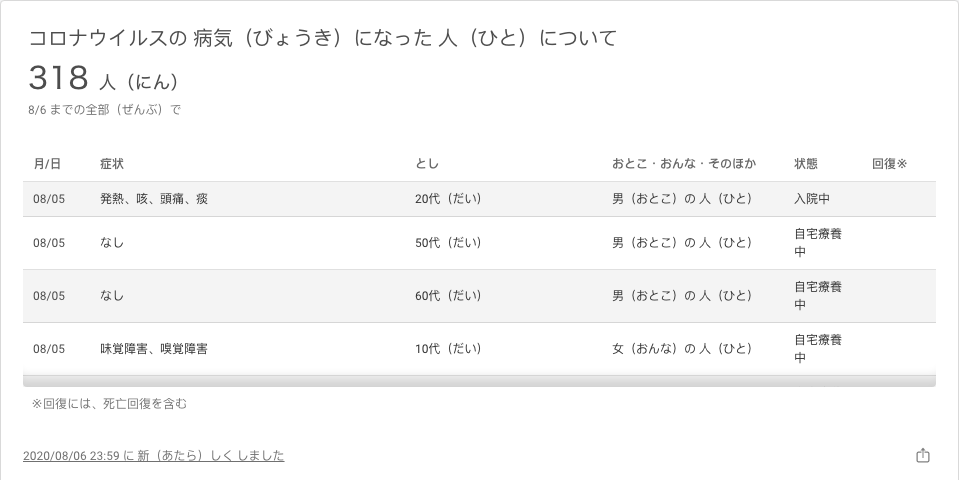 コロナウイルスの 病気（びょうき）になった 人（ひと）について
318 人（にん）
8/6 までの全部（ぜんぶ）で
月/日 症状 とし おとこ・おんな・そのほか 状態 回復※
08/05 発熱、咳、頭痛、痰 20代（だい） 男（おとこ）の 人（ひと） 入院中
08/05 なし 50代（だい） 男（おとこ）の 人（ひと） 自宅療養
中
08/05 なし 60代（だい） 男（おとこ）の 人（ひと） 自宅療養
中
08/05 味覚障害、嗅覚障害 10代（だい） 女（おんな）の 人（ひと） 自宅療養
中
※回復には、死亡回復を含む
2020/08/06 23:59 に 新（あたら）しく しました